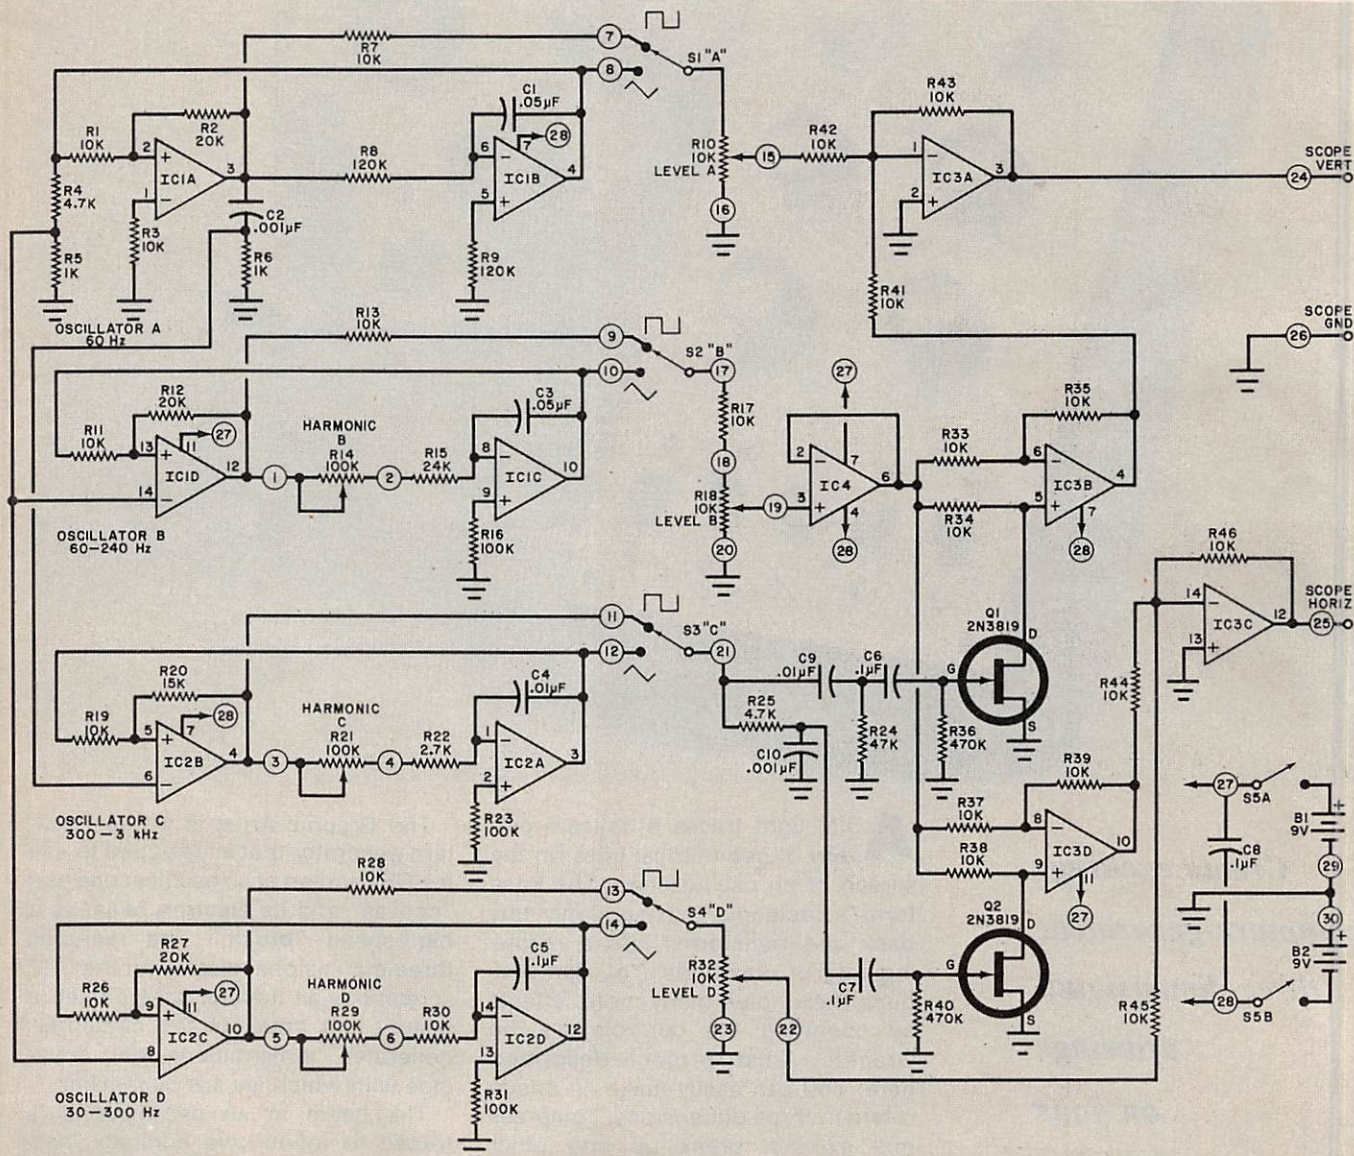 R7
10K
7
8
S1 "A"
R1
10K
R2
20K
2
+
IC1A
3
1
−
R4
4.7K
R3
10K
C2
.001µF
R5
1K
R6
1K
R8
120K
C1
.05µF
28
6
−
7
IC1B
4
5
+
R9
120K
R10
10K
LEVEL A
15
16
R42
10K
R43
10K
1
−
IC3A
3
2
+
24
SCOPE
VERT
R41
10K
SCOPE
GND
26
OSCILLATOR A
60 Hz
R13
10K
9
10
S2 "B"
17
R12
20K
27
R11
10K
13
+
11
IC1D
12
14
−
HARMONIC
B
R14
100K
1
2
R15
24K
C3
.05µF
8
−
IC1C
10
9
+
R16
100K
R17
10K
18
R18
10K
LEVEL B
19
20
27
2
−
7
IC4
6
3
+
4
28
R33
10K
R34
10K
R35
10K
6
−
IC3B
4
5
+
7
28
OSCILLATOR B
60–240 Hz
R46
10K
14
−
IC3C
12
13
+
SCOPE
HORIZ
25
11
12
S3 "C"
21
R20
15K
28
R19
10K
5
+
7
IC2B
4
6
−
HARMONIC
C
R21
100K
3
4
R22
2.7K
C4
.01µF
1
−
IC2A
3
2
+
R23
100K
C9
.01µF
C6
.1µF
R25
4.7K
C10
.001µF
R24
47K
R36
470K
Q1
2N3819
D
G
S
R44
10K
OSCILLATOR C
300–3 kHz
R39
10K
R37
10K
R38
10K
8
−
IC3D
10
9
+
11
27
27
S5A
C8
.1µF
B1
9V
+
29
30
B2
9V
+
28
S5B
R28
10K
13
14
S4 "D"
R27
20K
27
R26
10K
9
+
11
IC2C
10
8
−
HARMONIC
D
R29
100K
5
6
R30
10K
C5
.1µF
14
−
IC2D
12
13
+
R31
100K
R32
10K
LEVEL D
23
22
C7
.1µF
R40
470K
Q2
2N3819
D
G
S
R45
10K
OSCILLATOR D
30–300 Hz